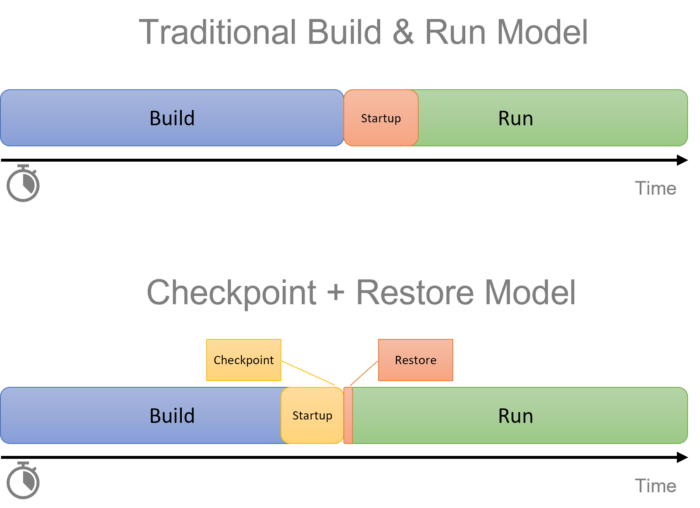 Traditional Build & Run Model
Build
Startup
Run
Time
Checkpoint + Restore Model
Checkpoint
Restore
Build
Startup
Run
Time